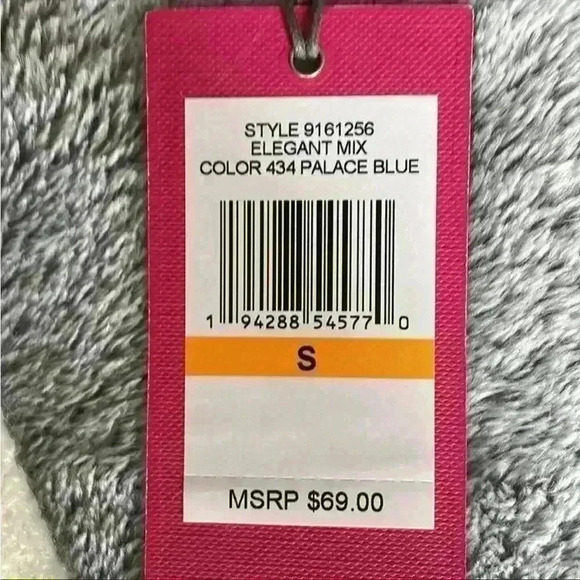 STYLE 9161256
ELEGANT MIX
COLOR 434 PALACE BLUE
1 94288 54577 0
S
MSRP $69.00